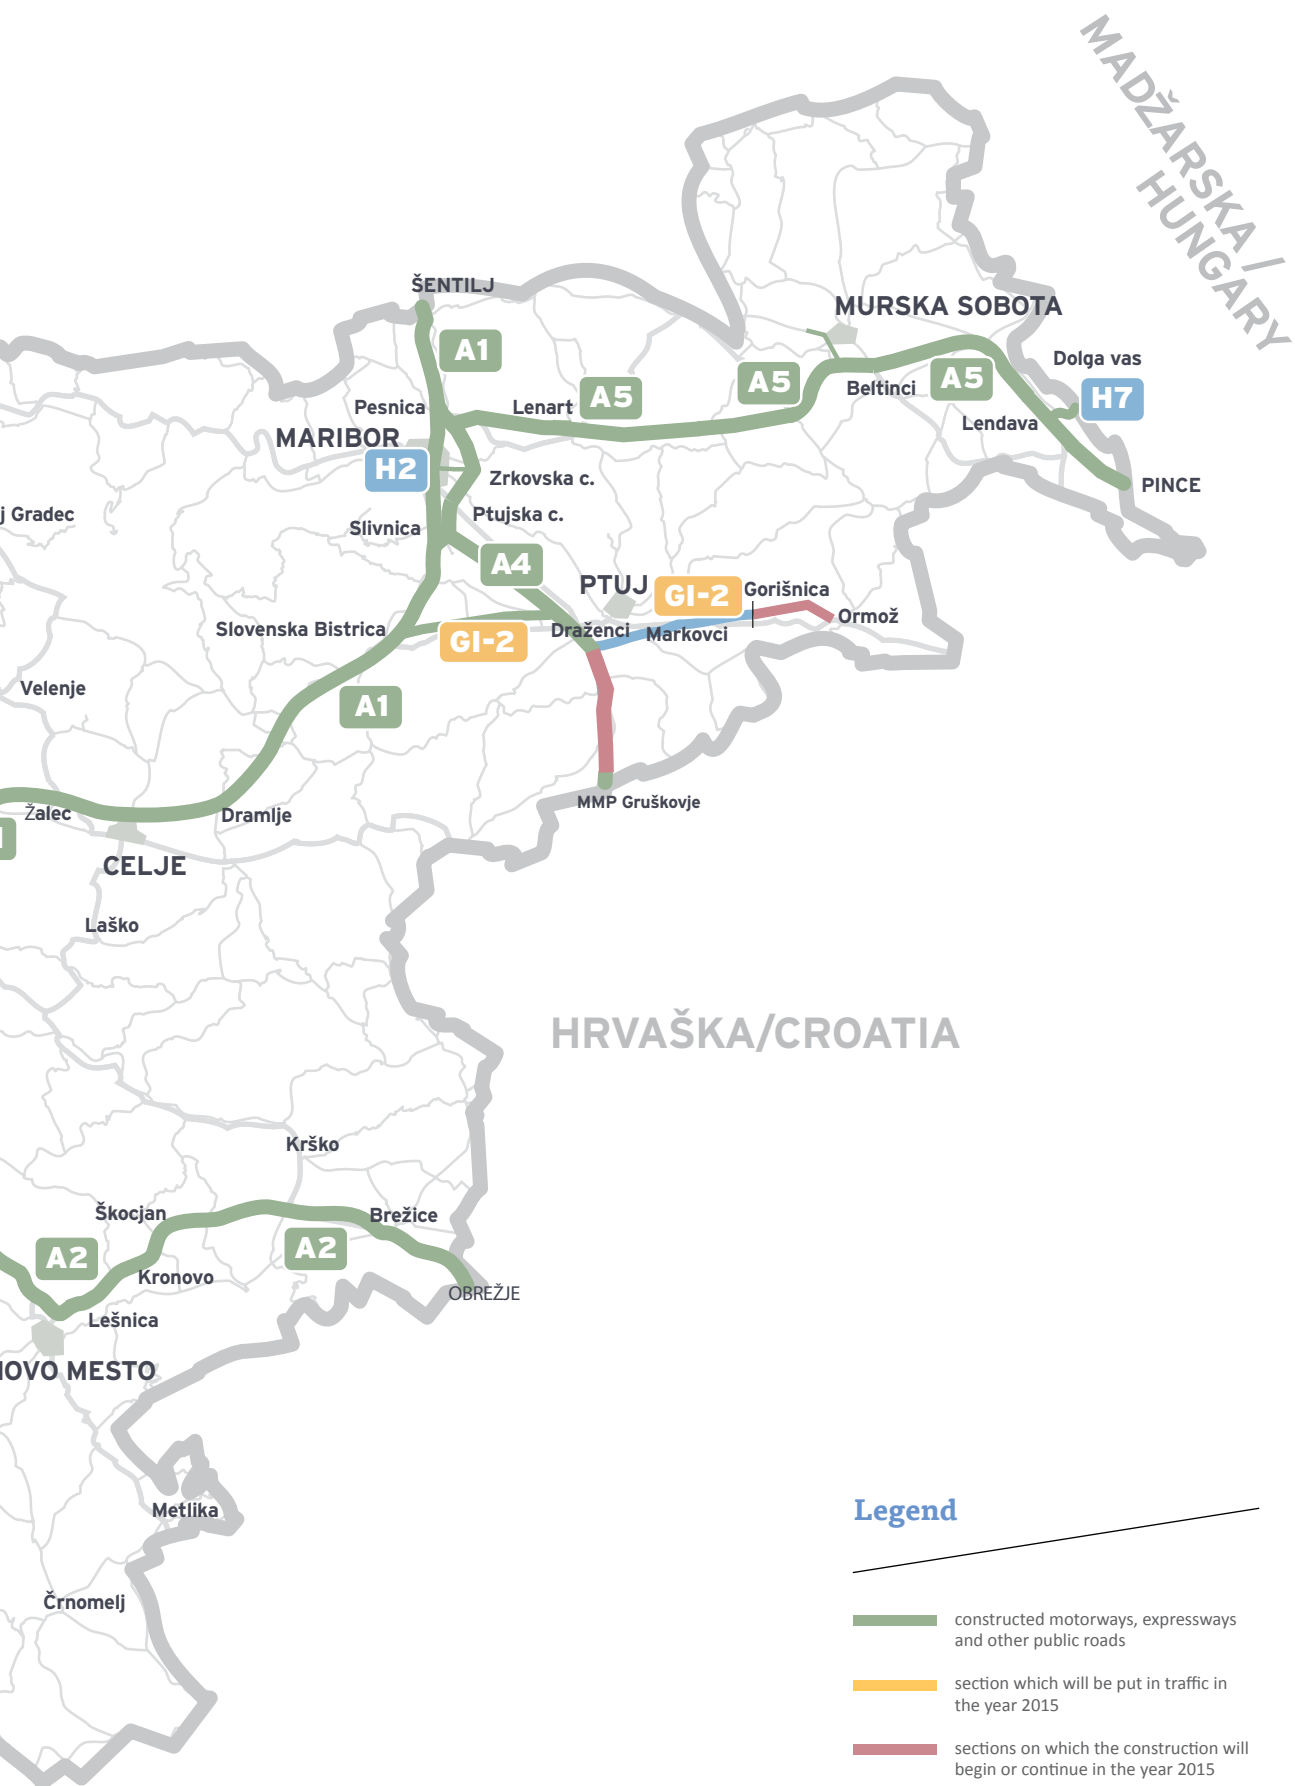 MADŽARSKA /
HUNGARY
ŠENTILJ
MURSKA SOBOTA
A1
Dolga vas
A5
A5
A5
H7
Beltinci
Pesnica
Lenart
Lendava
MARIBOR
H2
Zrkovska c.
PINCE
j Gradec
Ptujska c.
Slivnica
A4
PTUJ
GI-2
Gorišnica
Ormož
Slovenska Bistrica
GI-2
Draženci
Markovci
Velenje
A1
MMP Gruškovje
Žalec
Dramlje
CELJE
Laško
HRVAŠKA/CROATIA
Krško
Škocjan
Brežice
A2
A2
Kronovo
OBREŽJE
Lešnica
OVO MESTO
Metlika
Legend
Črnomelj
constructed motorways, expressways
and other public roads
section which will be put in traffic in
the year 2015
sections on which the construction will
begin or continue in the year 2015